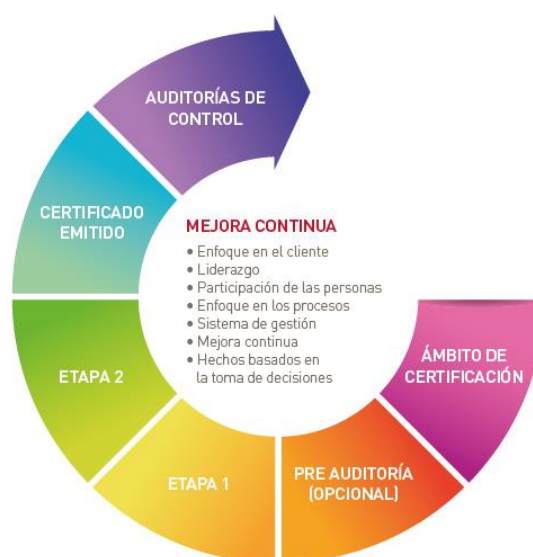 AUDITORÍAS DE
CONTROL
CERTIFICADO
EMITIDO
MEJORA CONTINUA
• Enfoque en el cliente
• Liderazgo
• Participación de las personas
• Enfoque en los procesos
• Sistema de gestión
• Mejora continua
• Hechos basados en
la toma de decisiones
ÁMBITO DE
CERTIFICACIÓN
ETAPA 2
ETAPA 1
PRE AUDITORÍA
(OPCIONAL)